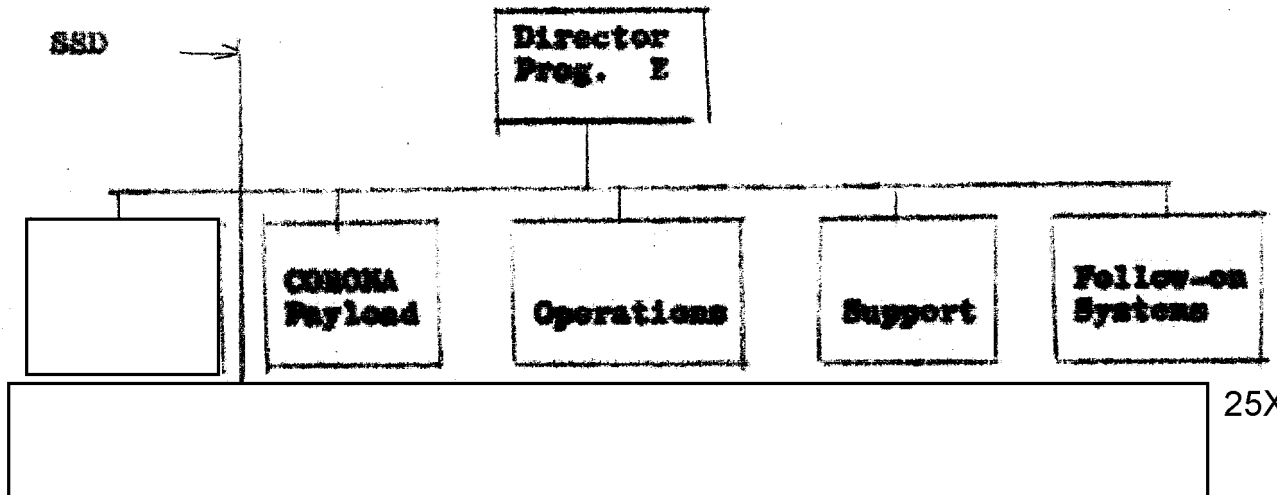 SSD
Director
Prog. E
CORONA
Payload
Operations
Support
Follow-on
Systems
25X